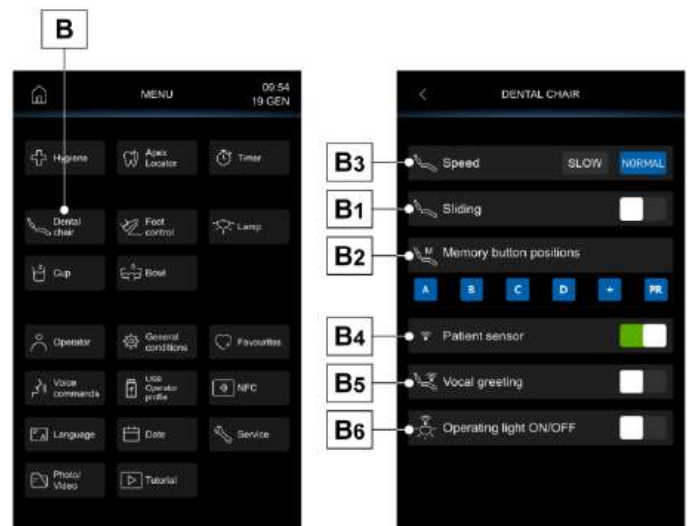 B
MENU
09:54
19 GEN
Hygiene
Apex
Locator
Timer
Dental
chair
Foot
control
Lamp
Cup
Bowl
Operator
General
conditions
Favourites
Voice
commands
USB
Operator
profile
NFC
Language
Date
Service
Photo/
Video
Tutorial
DENTAL CHAIR
B3
Speed
SLOW
NORMAL
B1
Sliding
B2
M
Memory button positions
A
B
C
D
+
PR
B4
Patient sensor
B5
Vocal greeting
B6
Operating light ON/OFF